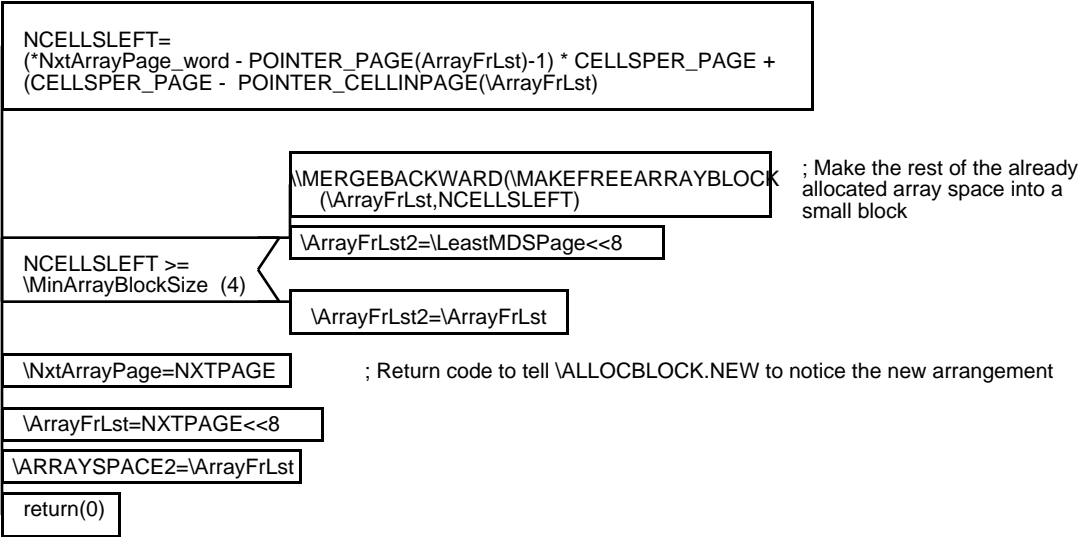 NCELLSLEFT=
(*NxtArrayPage_word - POINTER_PAGE(ArrayFrLst)-1) * CELLSPER_PAGE +
(CELLSPER_PAGE -  POINTER_CELLINPAGE(\ArrayFrLst)
\\MERGEBACKWARD(\MAKEFREEARRAYBLOCK
(\ArrayFrLst,NCELLSLEFT)
; Make the rest of the already
allocated array space into a
small block
\ArrayFrLst2=\LeastMDSPage<<8
NCELLSLEFT >=
\MinArrayBlockSize  (4)
\ArrayFrLst2=\ArrayFrLst
\NxtArrayPage=NXTPAGE
; Return code to tell \ALLOCBLOCK.NEW to notice the new arrangement
\ArrayFrLst=NXTPAGE<<8
\ARRAYSPACE2=\ArrayFrLst
return(0)